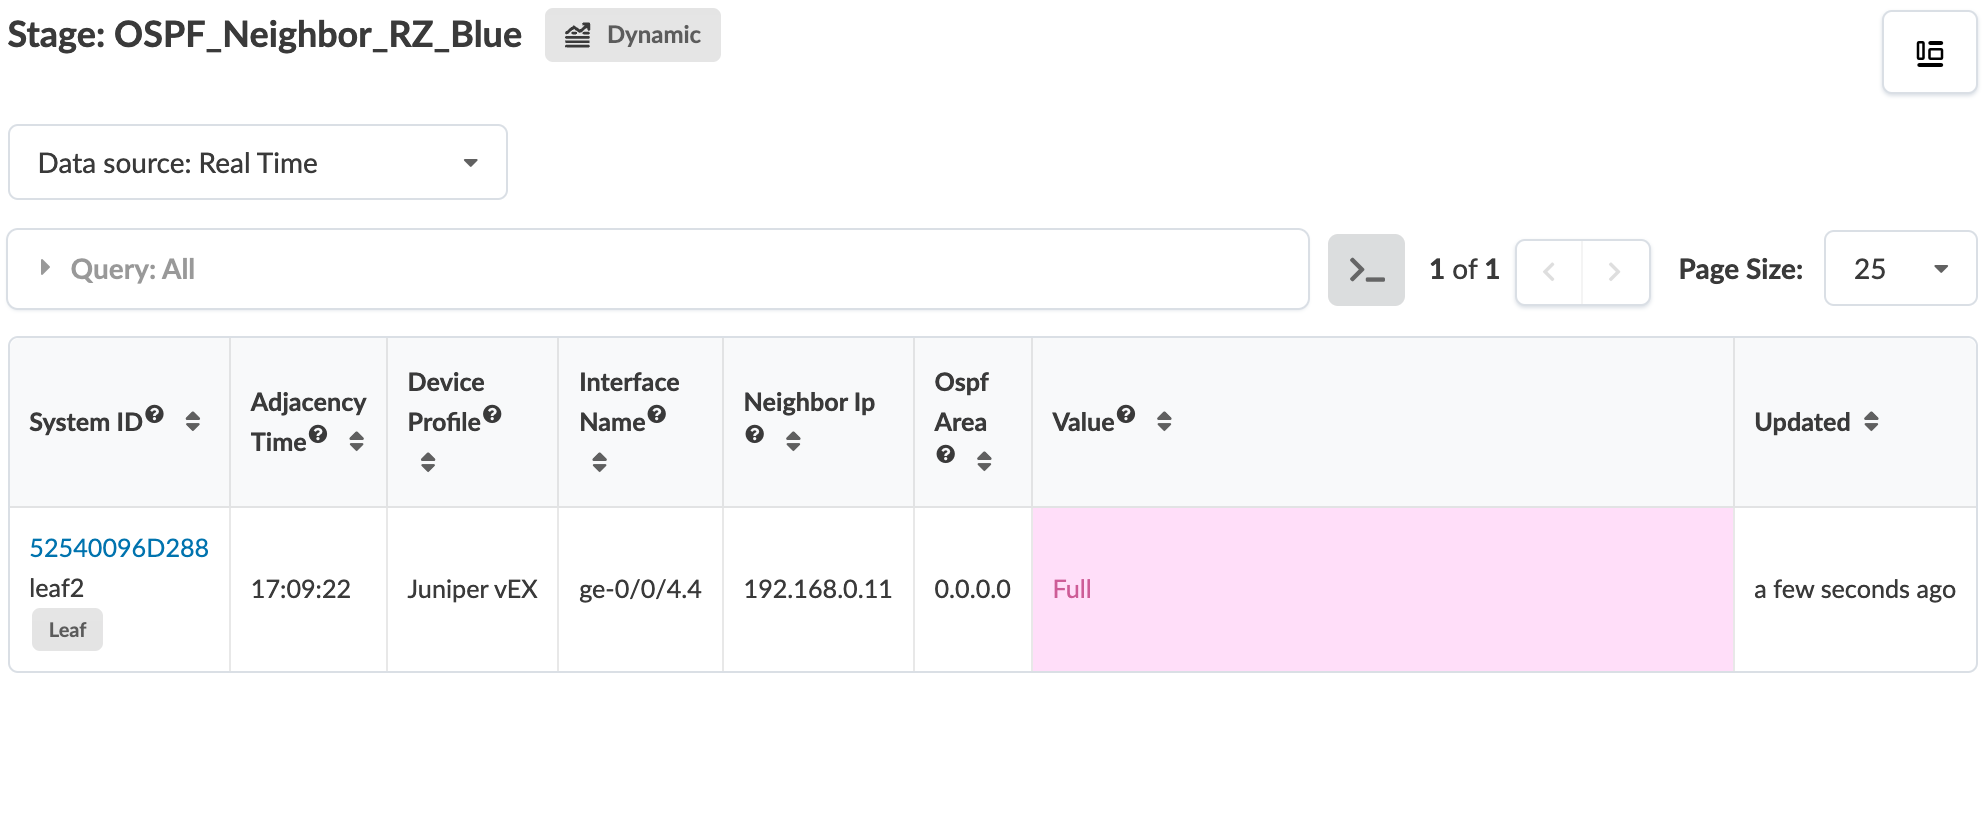 Stage: OSPF_Neighbor_RZ_Blue
Dynamic
Data source: Real Time
Query: All
1 of 1
Page Size:
25
System ID
Adjacency
Time
Device
Profile
Interface
Name
Neighbor Ip
Ospf
Area
Value
Updated
52540096D288
leaf2
Leaf
17:09:22
Juniper vEX
ge-0/0/4.4
192.168.0.11
0.0.0.0
Full
a few seconds ago